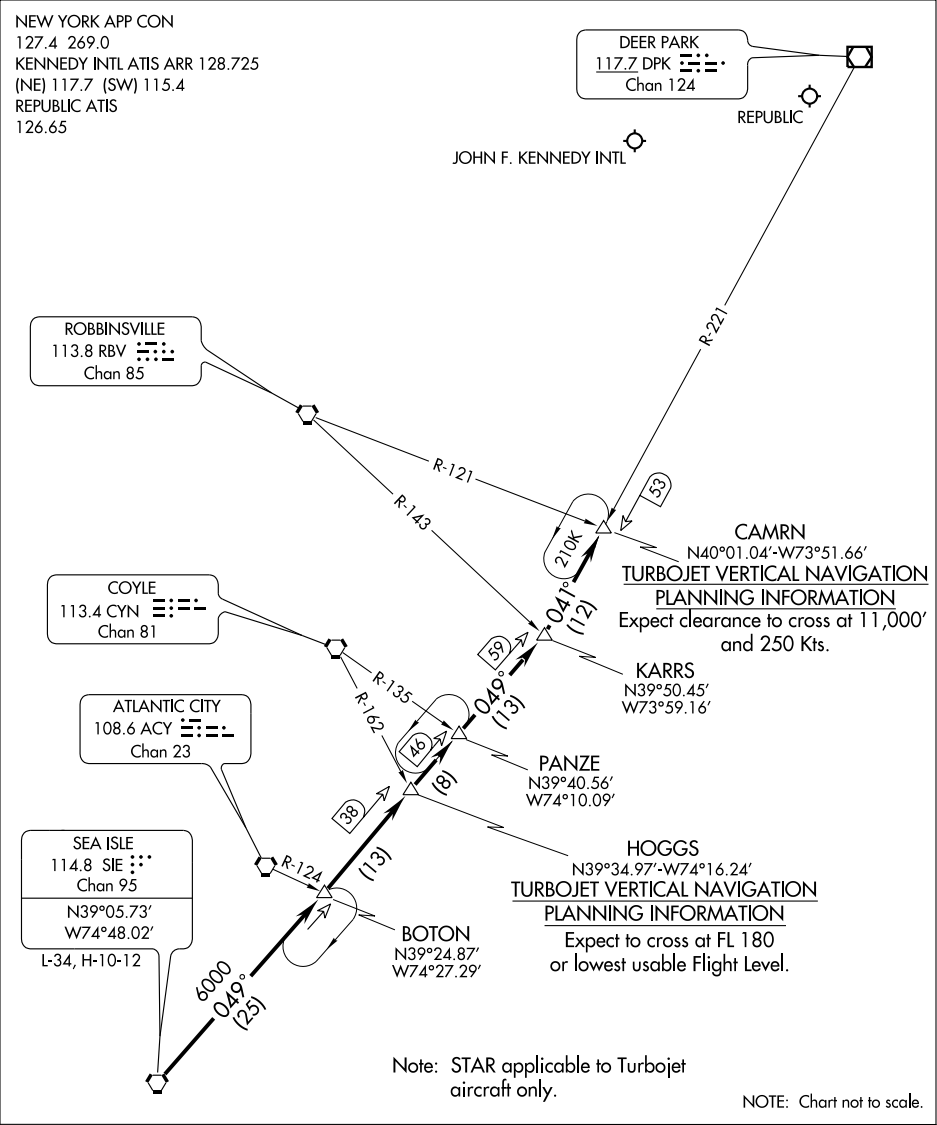 NEW YORK APP CON
127.4 269.0
KENNEDY INTL ATIS ARR 128.725
(NE) 117.7 (SW) 115.4
REPUBLIC ATIS
126.65
DEER PARK
117.7 DPK
Chan 124
REPUBLIC
JOHN F. KENNEDY INTL
R-221
ROBBINSVILLE
113.8 RBV
Chan 85
R-121
R-143
53
210K
CAMRN
N40°01.04'-W73°51.66'
TURBOJET VERTICAL NAVIGATION
PLANNING INFORMATION
Expect clearance to cross at 11,000'
and 250 Kts.
041°
(12)
COYLE
113.4 CYN
Chan 81
R-135
R-162
59
KARRS
N39°50.45'
W73°59.16'
049°
(13)
ATLANTIC CITY
108.6 ACY
Chan 23
46
PANZE
N39°40.56'
W74°10.09'
(8)
38
HOGGS
N39°34.97'-W74°16.24'
TURBOJET VERTICAL NAVIGATION
PLANNING INFORMATION
Expect to cross at FL 180
or lowest usable Flight Level.
(13)
R-124
SEA ISLE
114.8 SIE
Chan 95
N39°05.73'
W74°48.02'
L-34, H-10-12
BOTON
N39°24.87'
W74°27.29'
6000
049°
(25)
Note: STAR applicable to Turbojet
aircraft only.
NOTE: Chart not to scale.